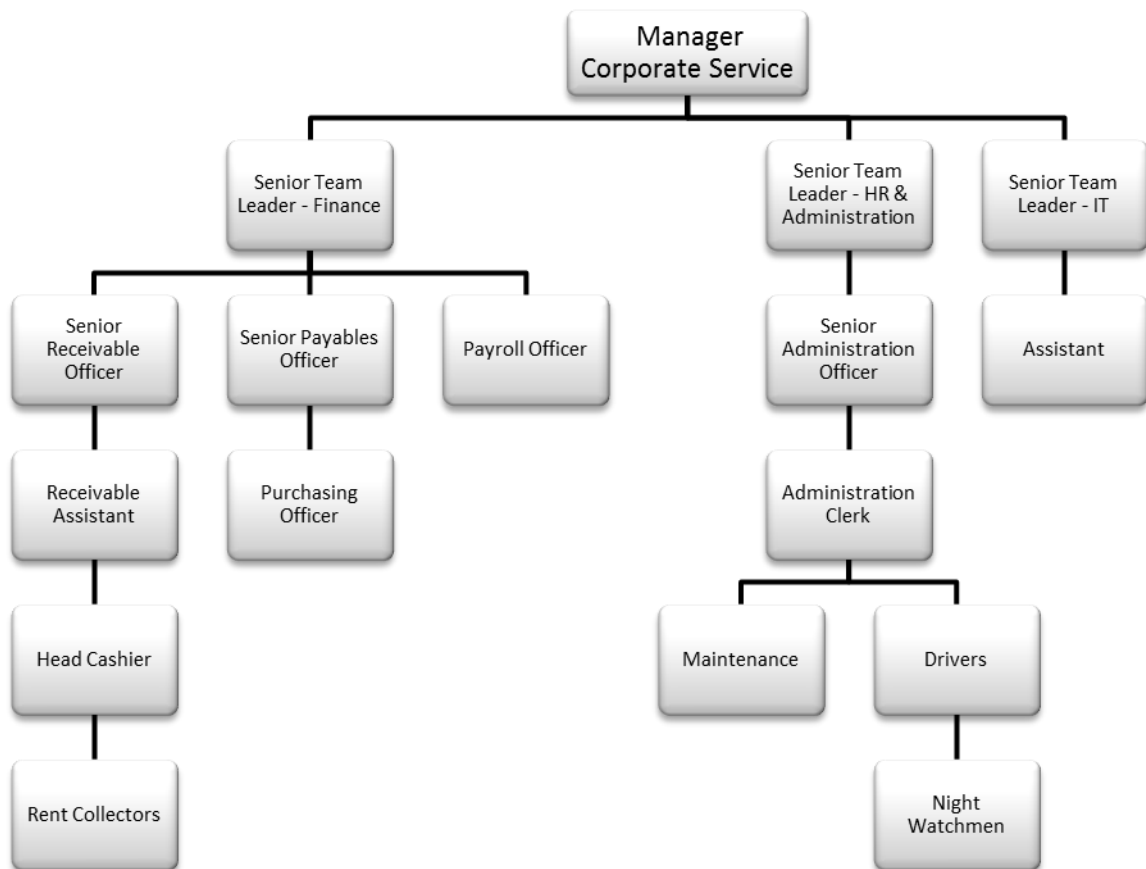 Manager
Corporate Service
Senior Team
Leader - Finance
Senior Team
Leader - HR &
Administration
Senior Team
Leader - IT
Senior
Receivable
Officer
Senior Payables
Officer
Payroll Officer
Senior
Administration
Officer
Assistant
Receivable
Assistant
Purchasing
Officer
Administration
Clerk
Head Cashier
Maintenance
Drivers
Rent Collectors
Night
Watchmen